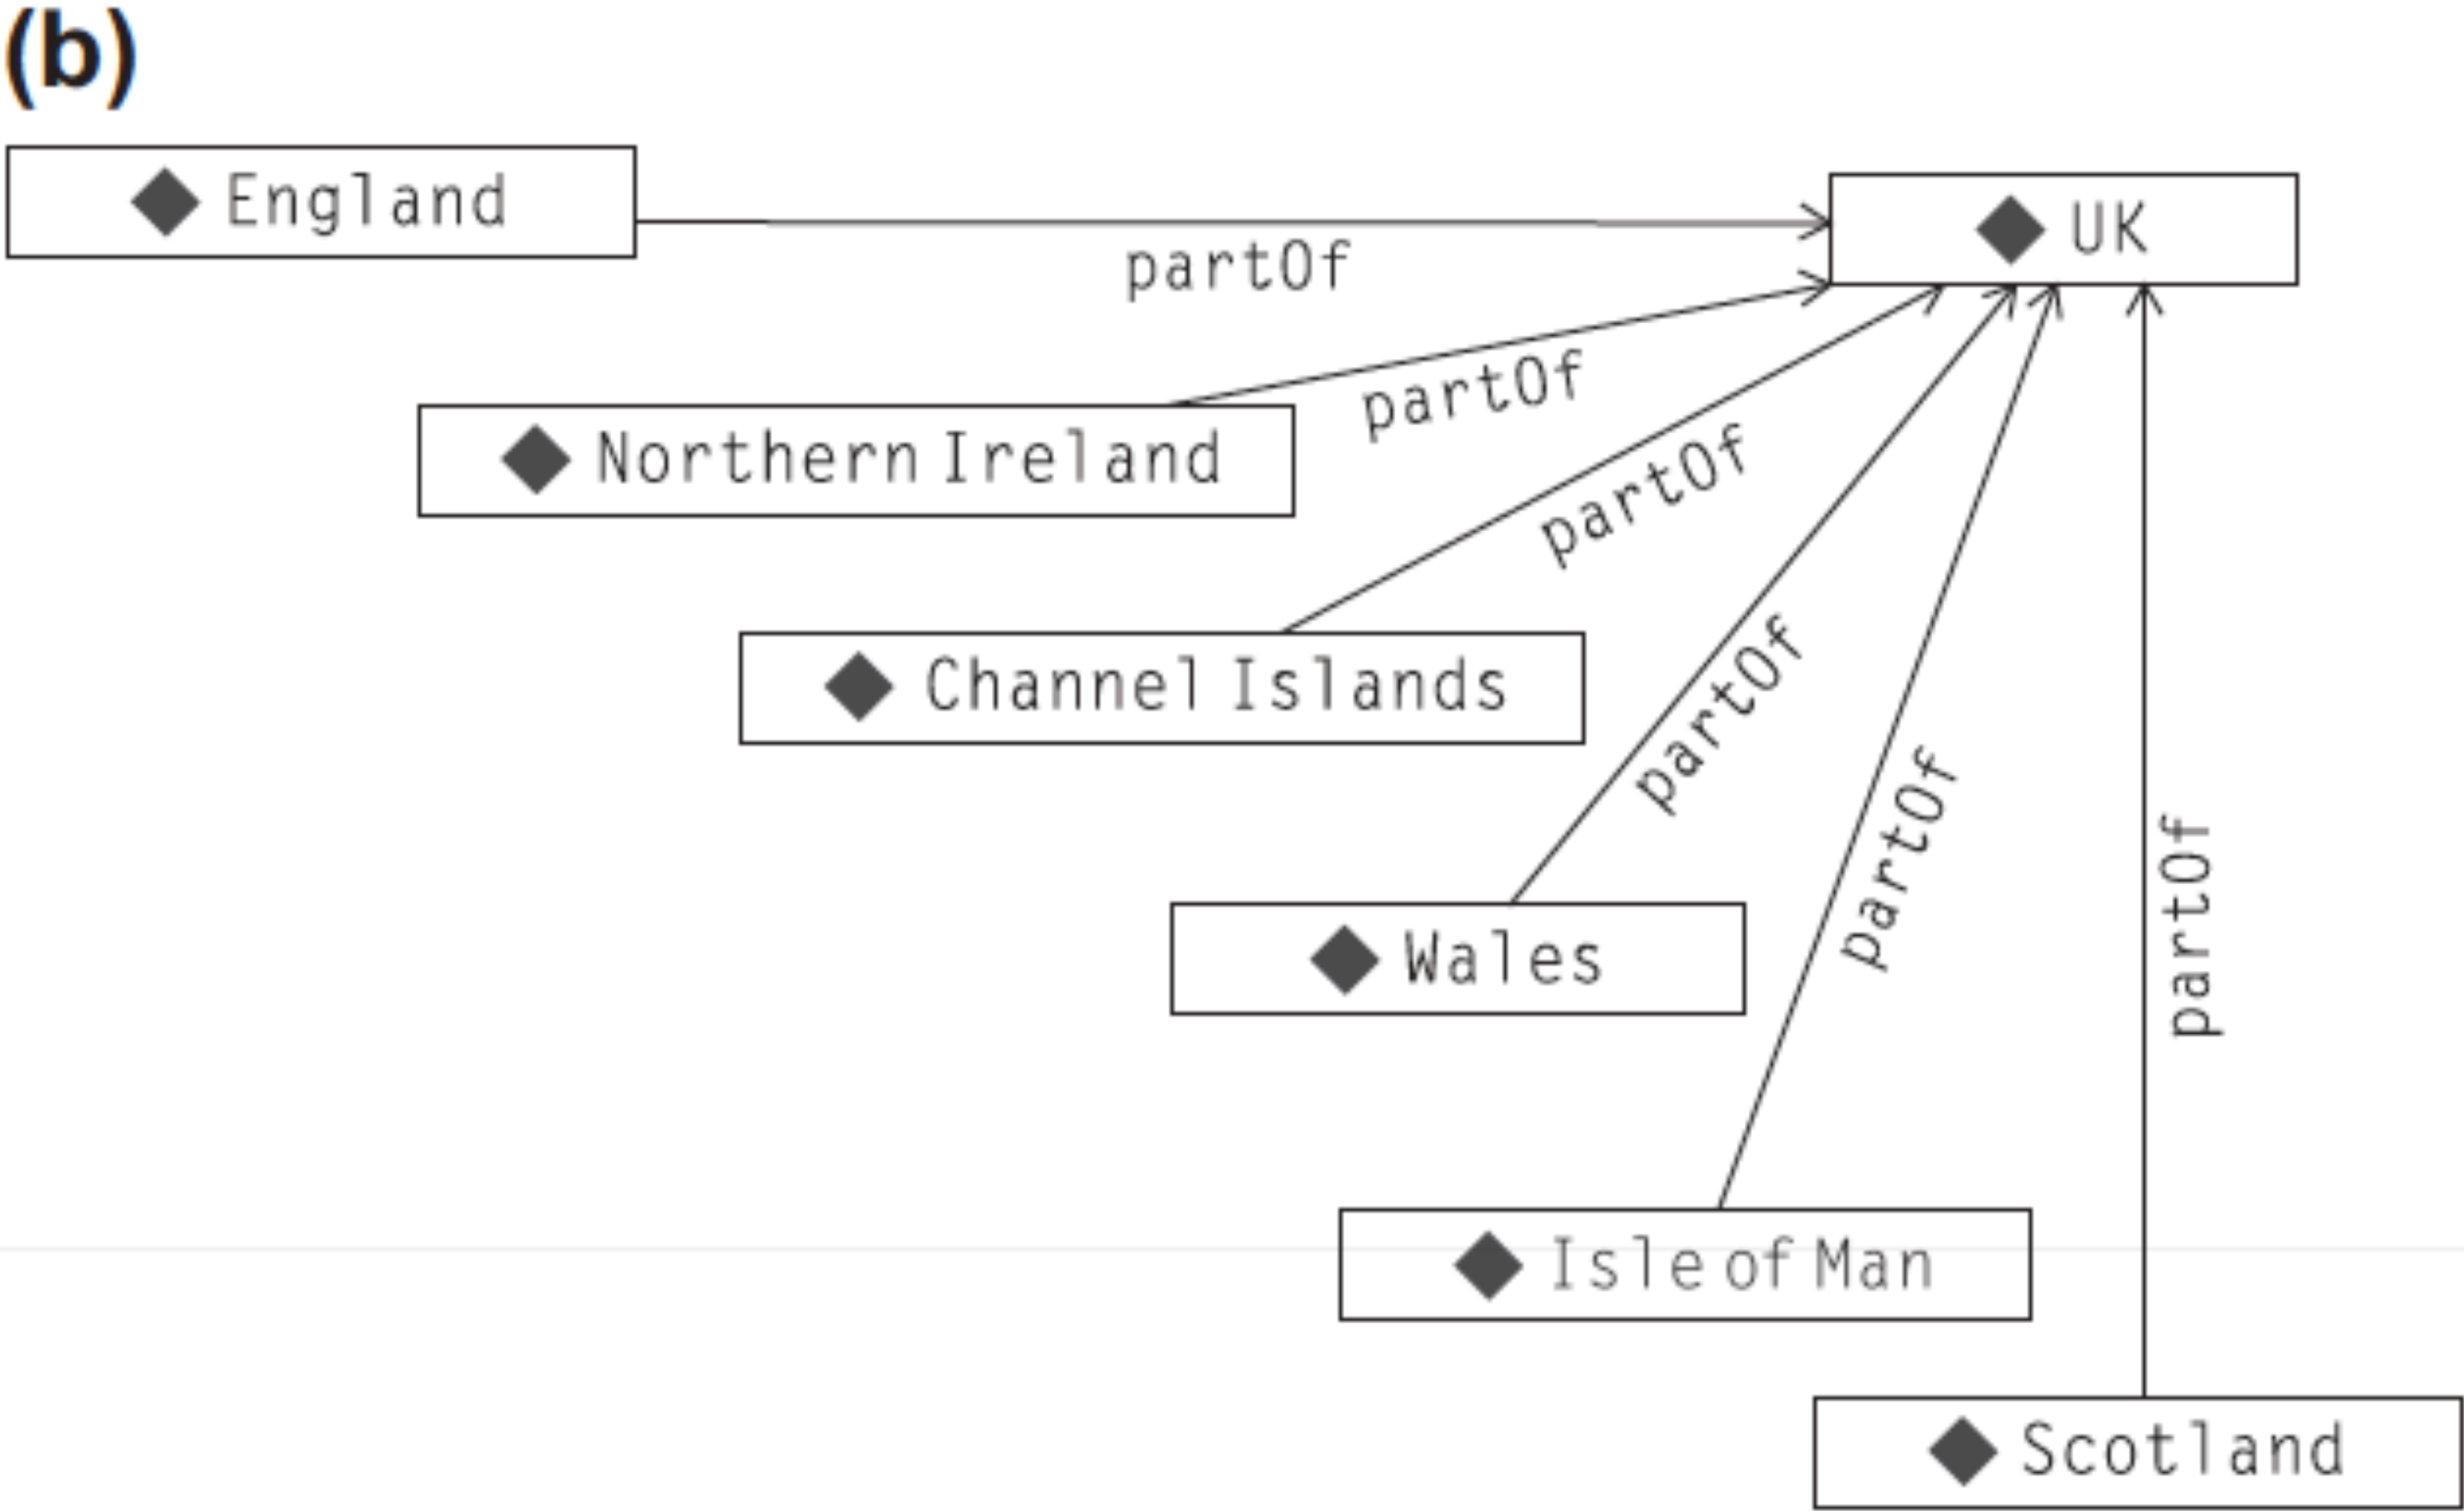 (b)
England
UK
partOf
partOf
Northern Ireland
partOf
Channel Islands
partOf
partOf
partOf
Wales
Isle of Man
Scotland